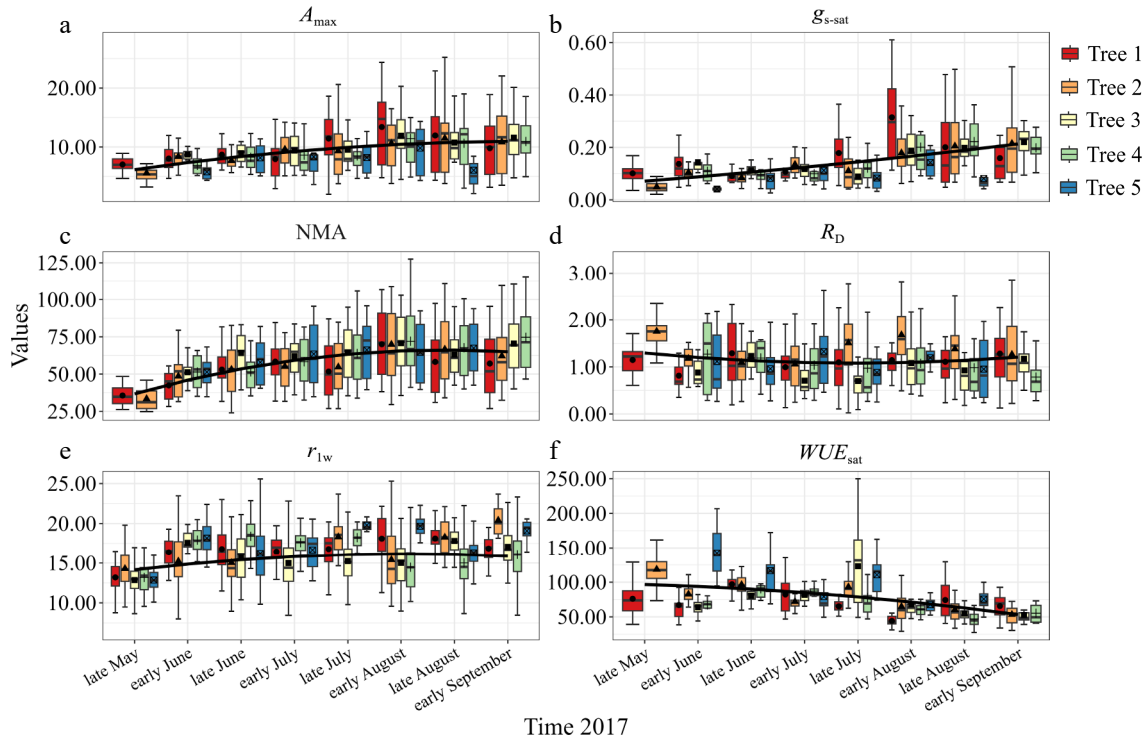 a
A max
b
g s-sat
20.00
10.00
0.60
0.40
0.20
0.00
Tree 1
Tree 2
Tree 3
Tree 4
Tree 5
c
NMA
d
R D
125.00
100.00
75.00
50.00
25.00
3.00
2.00
1.00
0.00
Values
e
r 1w
f
WUE sat
25.00
20.00
15.00
10.00
250.00
200.00
150.00
100.00
50.00
late May
early June
late June
early July
late July
early August
late August
early September
late May
early June
late June
early July
late July
early August
late August
early September
Time 2017